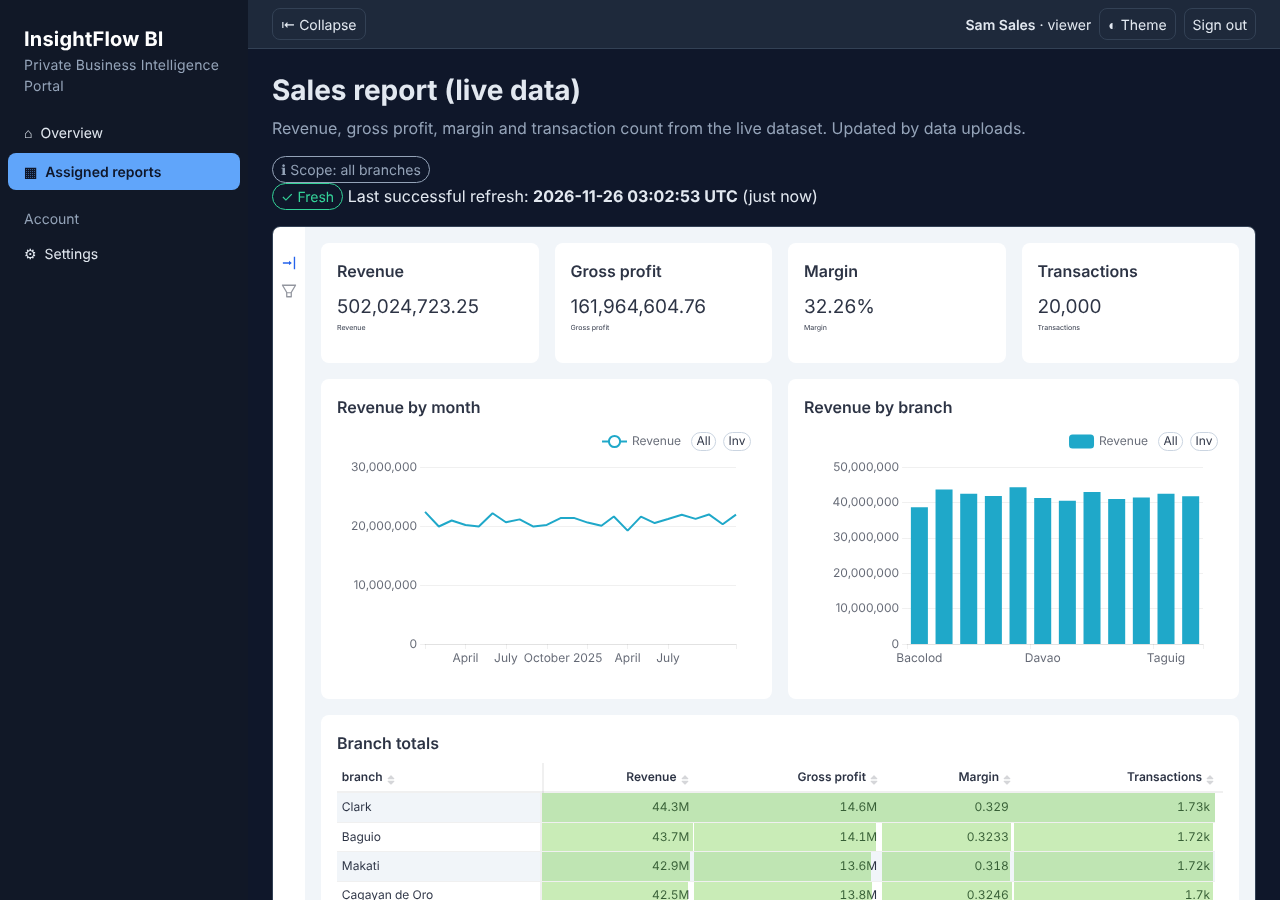 InsightFlow BI
Private Business Intelligence
Portal
Overview
Assigned reports
Account
Settings
Collapse
Sam Sales · viewer
Theme
Sign out
Sales report (live data)
Revenue, gross profit, margin and transaction count from the live dataset. Updated by data uploads.
ℹ Scope: all branches
✓ Fresh Last successful refresh: 2026-11-26 03:02:53 UTC (just now)
Revenue
502,024,723.25
Revenue
Gross profit
161,964,604.76
Gross profit
Margin
32.26%
Margin
Transactions
20,000
Transactions
Revenue by month
Revenue All Inv
30,000,000
20,000,000
10,000,000
0
April July October 2025 April July
Revenue by branch
Revenue All Inv
50,000,000
40,000,000
30,000,000
20,000,000
10,000,000
0
Bacolod Davao Taguig
Branch totals
branch Revenue Gross profit Margin Transactions
Clark 44.3M 14.6M 0.329 1.73k
Baguio 43.7M 14.1M 0.3233 1.72k
Makati 42.9M 13.6M 0.318 1.72k
Cagayan de Oro 42.5M 13.8M 0.3246 1.7k